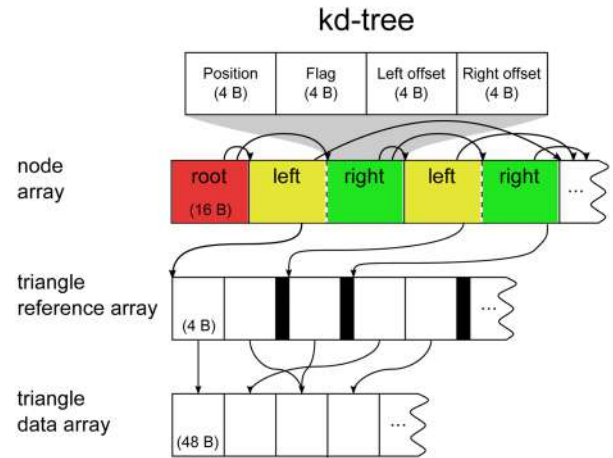 kd-tree
Position Flag Left offset Right offset
(4 B) (4 B) (4 B) (4 B)
node
array
root left right left right ...
(16 B)
triangle
reference array
(4 B)
...
triangle
data array
(48 B)
...